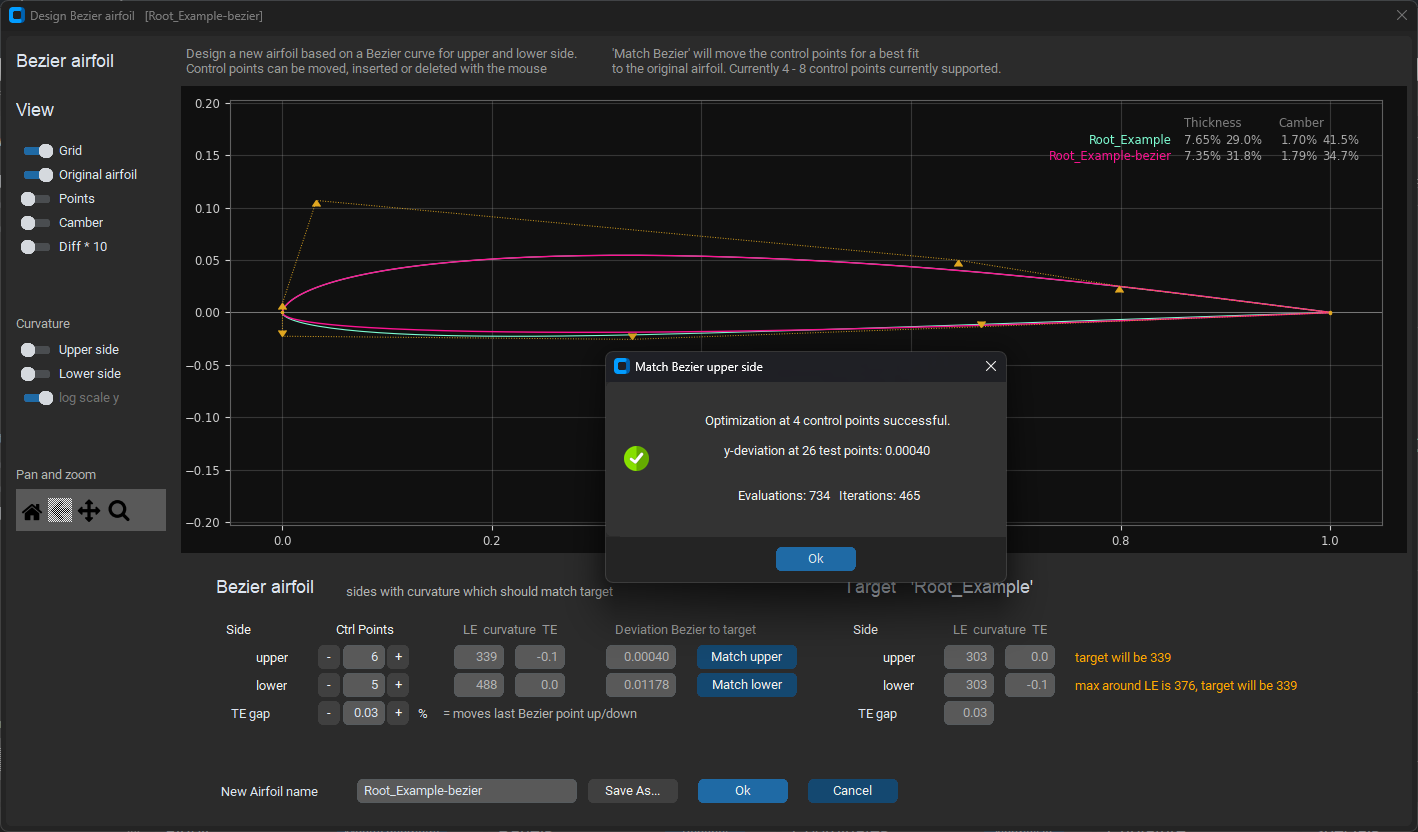 Design Bezier airfoil [Root_Example-bezier]
Bezier airfoil
Design a new airfoil based on a Bezier curve for upper and lower side.
Control points can be moved, inserted or deleted with the mouse
'Match Bezier' will move the control points for a best fit
to the original airfoil. Currently 4 - 8 control points currently supported.
View
Grid
Original airfoil
Points
Camber
Diff * 10
Curvature
Upper side
Lower side
log scale y
Pan and zoom
0.20
0.15
0.10
0.05
0.00
−0.05
−0.10
−0.15
−0.20
0.0 0.2 0.8 1.0
Thickness Camber
Root_Example 7.65% 29.0% 1.70% 41.5%
Root_Example-bezier 7.35% 31.8% 1.79% 34.7%
Match Bezier upper side
Optimization at 4 control points successful.
y-deviation at 26 test points: 0.00040
Evaluations: 734 Iterations: 465
Ok
Bezier airfoil sides with curvature which should match target
Target 'Root_Example'
Side Ctrl Points LE curvature TE Deviation Bezier to target
upper - 6 + 339 -0.1 0.00040 Match upper
lower - 5 + 488 0.0 0.01178 Match lower
TE gap - 0.03 + % = moves last Bezier point up/down
Side LE curvature TE
upper 303 0.0 target will be 339
lower 303 -0.1 max around LE is 376, target will be 339
TE gap 0.03
New Airfoil name Root_Example-bezier Save As... Ok Cancel